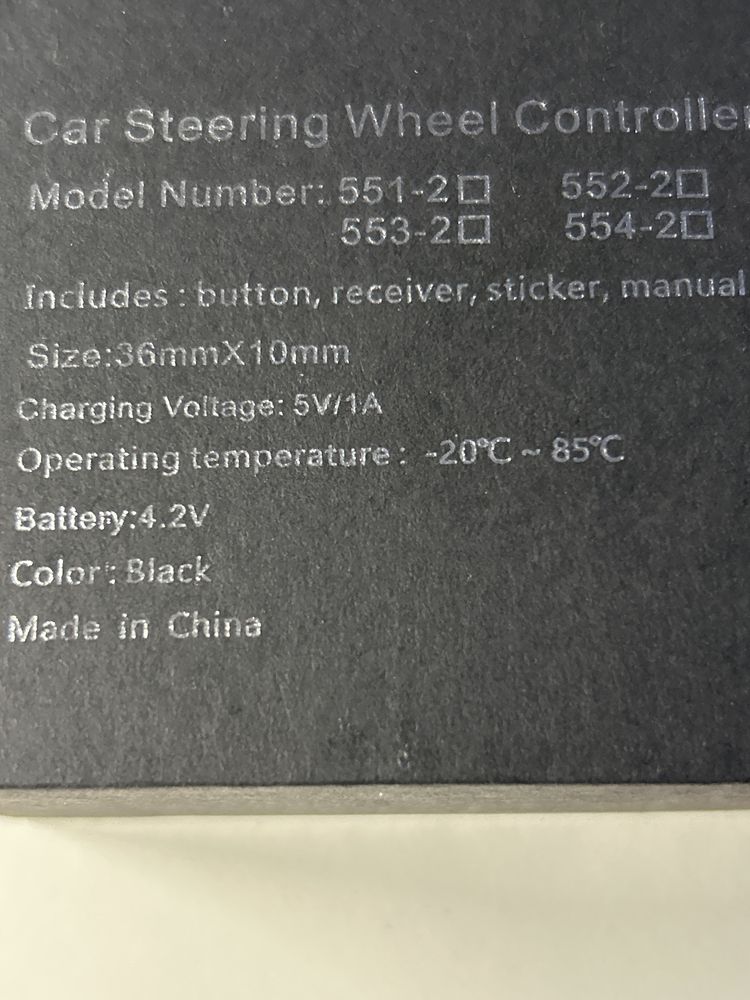 Car Steering Wheel Controller
Model Number: 551-2□ 552-2□
553-2□ 554-2□
Includes : button, receiver, sticker, manual
Size:36mmX10mm
Charging Voltage: 5V/1A
Operating temperature : -20℃ ~ 85℃
Battery:4.2V
Color : Black
Made in China